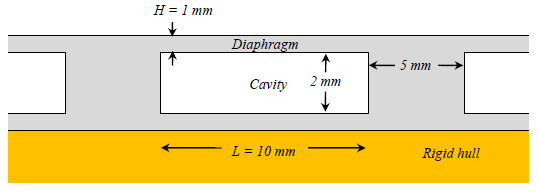 H = 1 mm
Diaphragm
Cavity
2 mm
5 mm
L = 10 mm
Rigid hull